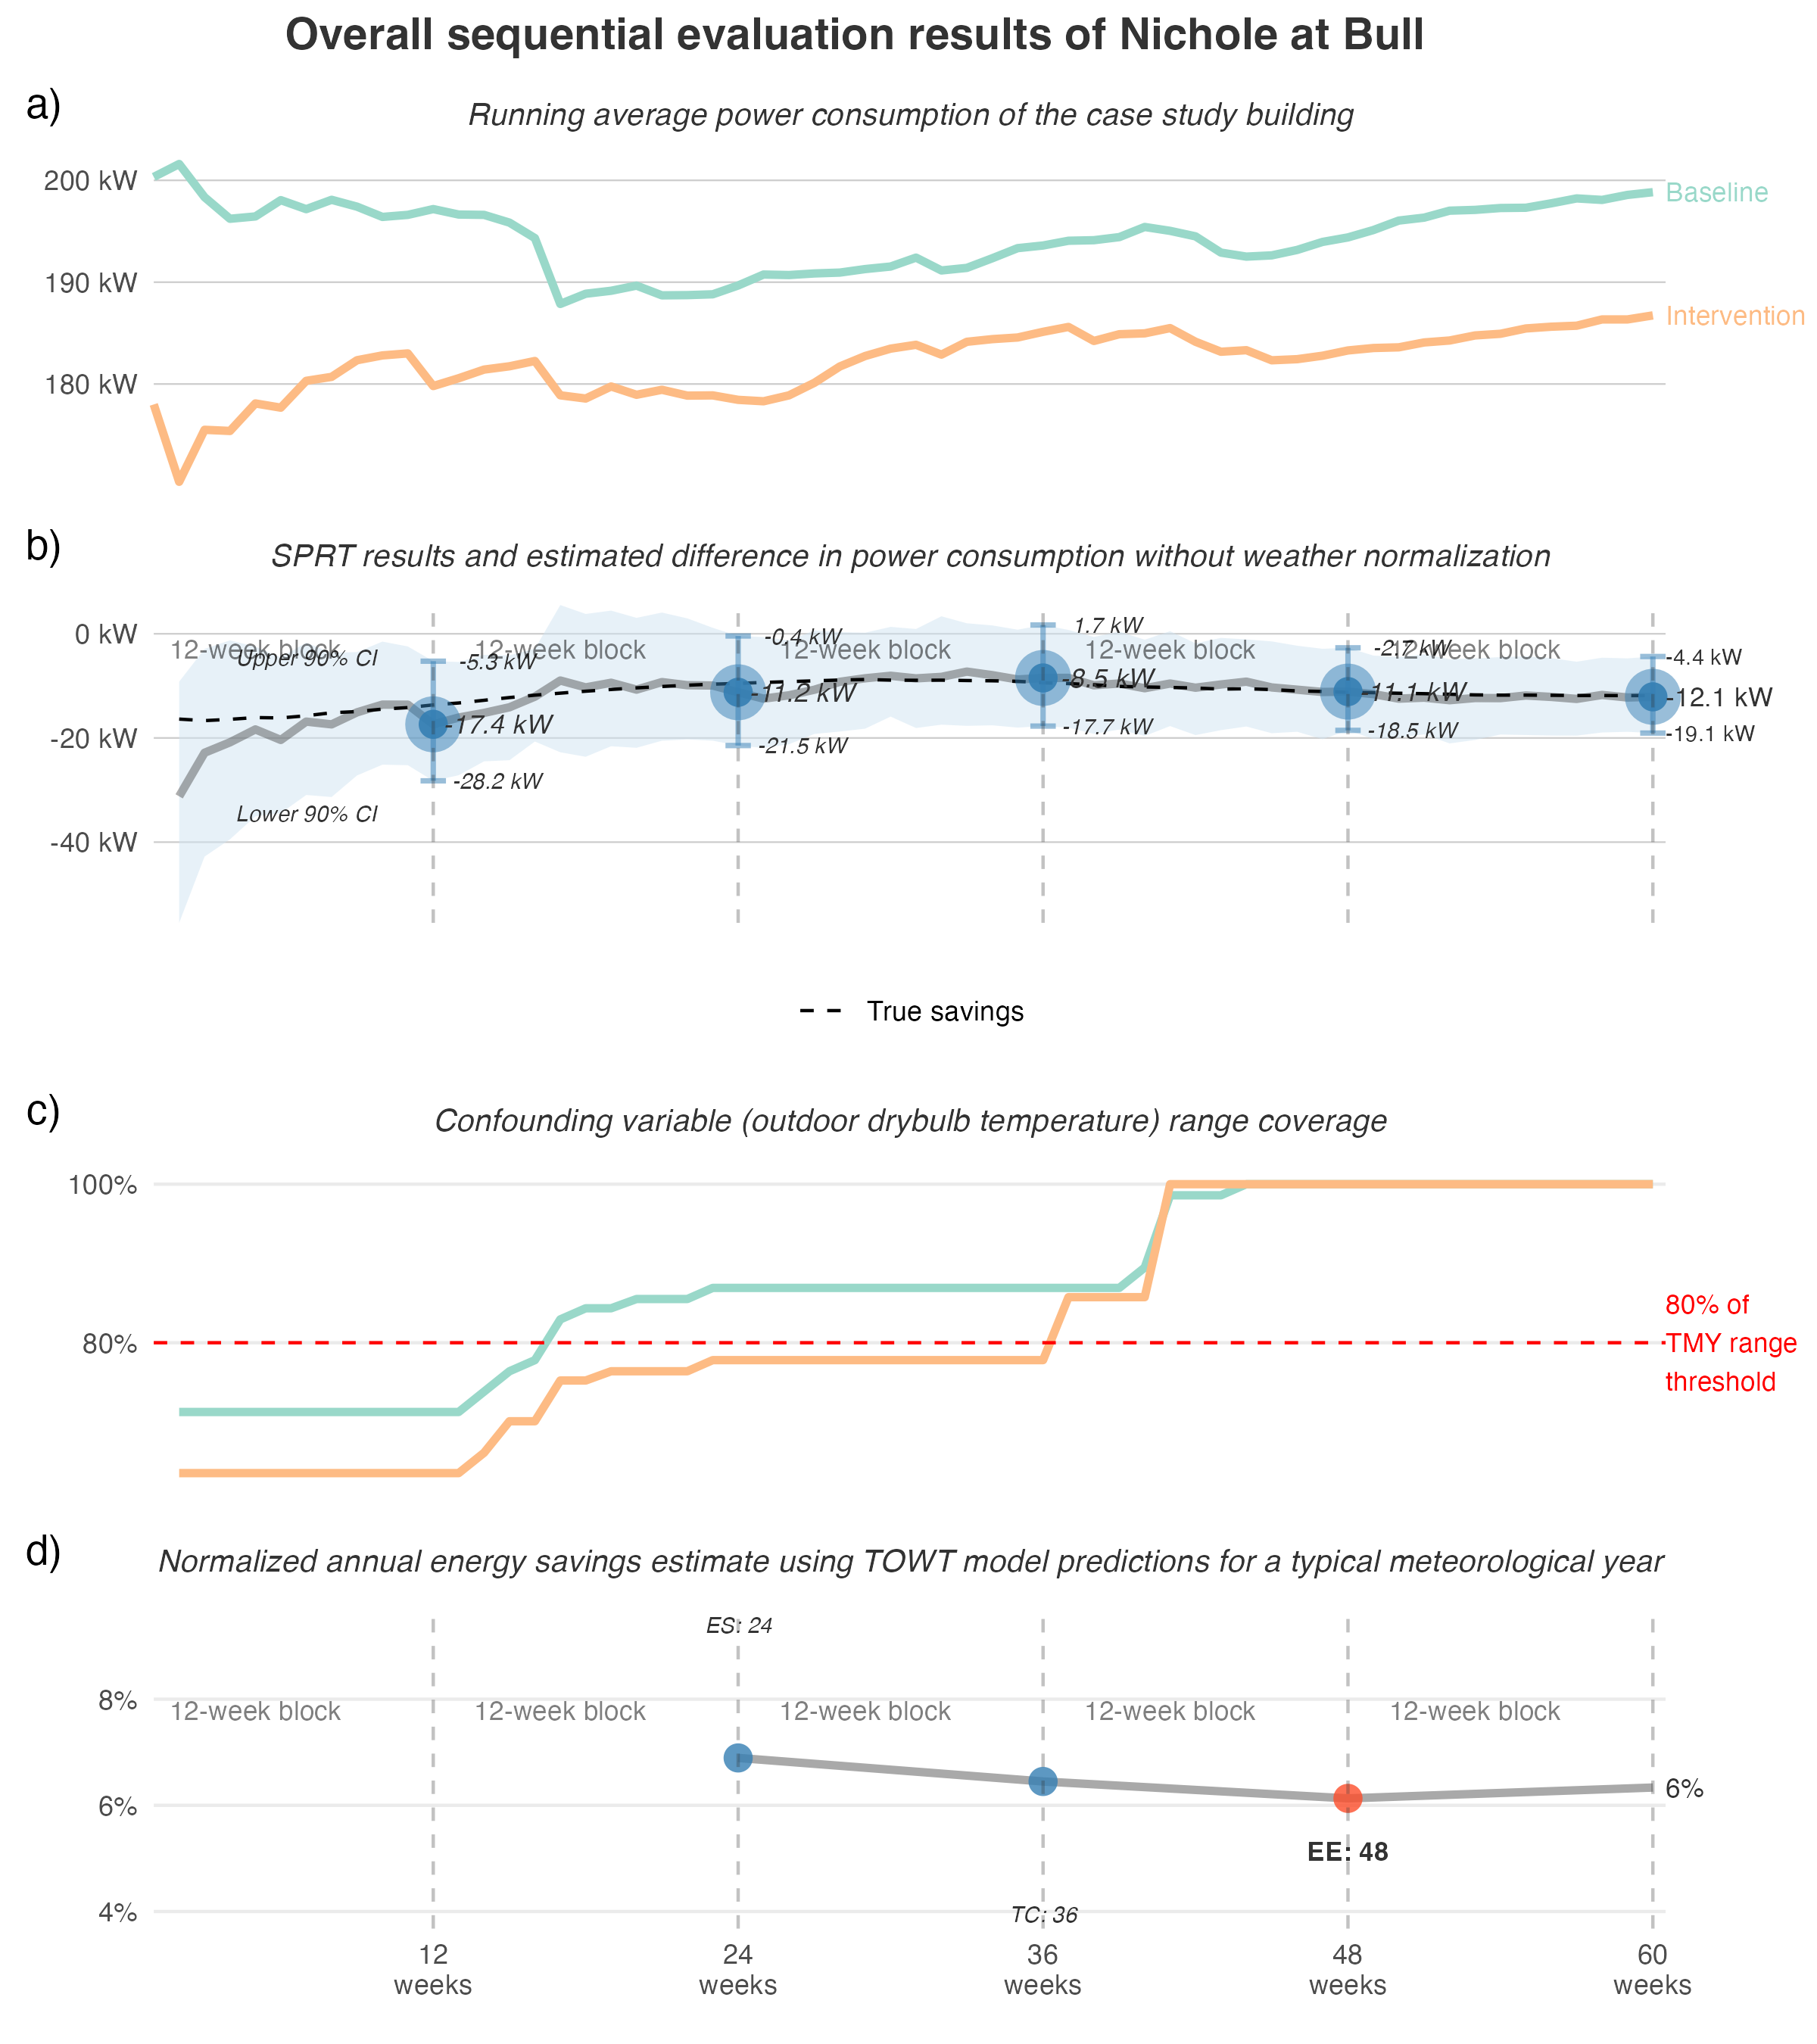 Overall sequential evaluation results of Nichole at Bull
a)
Running average power consumption of the case study building
200 kW
190 kW
180 kW
Baseline
Intervention
b)
SPRT results and estimated difference in power consumption without weather normalization
0 kW
-20 kW
-40 kW
12-week block
12-week block
12-week block
12-week block
12-week block
Upper 90% CI
Lower 90% CI
-5.3 kW
-17.4 kW
-28.2 kW
-0.4 kW
-11.2 kW
-21.5 kW
1.7 kW
-8.5 kW
-17.7 kW
-2.7 kW
-11.1 kW
-18.5 kW
-4.4 kW
-12.1 kW
-19.1 kW
True savings
c)
Confounding variable (outdoor drybulb temperature) range coverage
100%
80%
80% of
TMY range
threshold
d)
Normalized annual energy savings estimate using TOWT model predictions for a typical meteorological year
ES: 24
8%
6%
4%
12-week block
12-week block
12-week block
12-week block
12-week block
6%
EE: 48
TC: 36
12
weeks
24
weeks
36
weeks
48
weeks
60
weeks